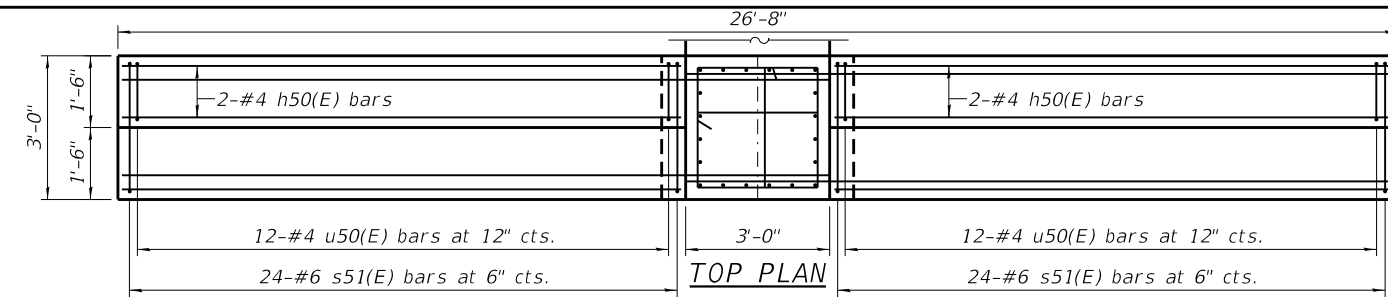 26'-8"
3'-0"
1'-6"
1'-6"
2-#4 h50(E) bars
2-#4 h50(E) bars
12-#4 u50(E) bars at 12" cts.
3'-0"
12-#4 u50(E) bars at 12" cts.
24-#6 s51(E) bars at 6" cts.
TOP PLAN
24-#6 s51(E) bars at 6" cts.